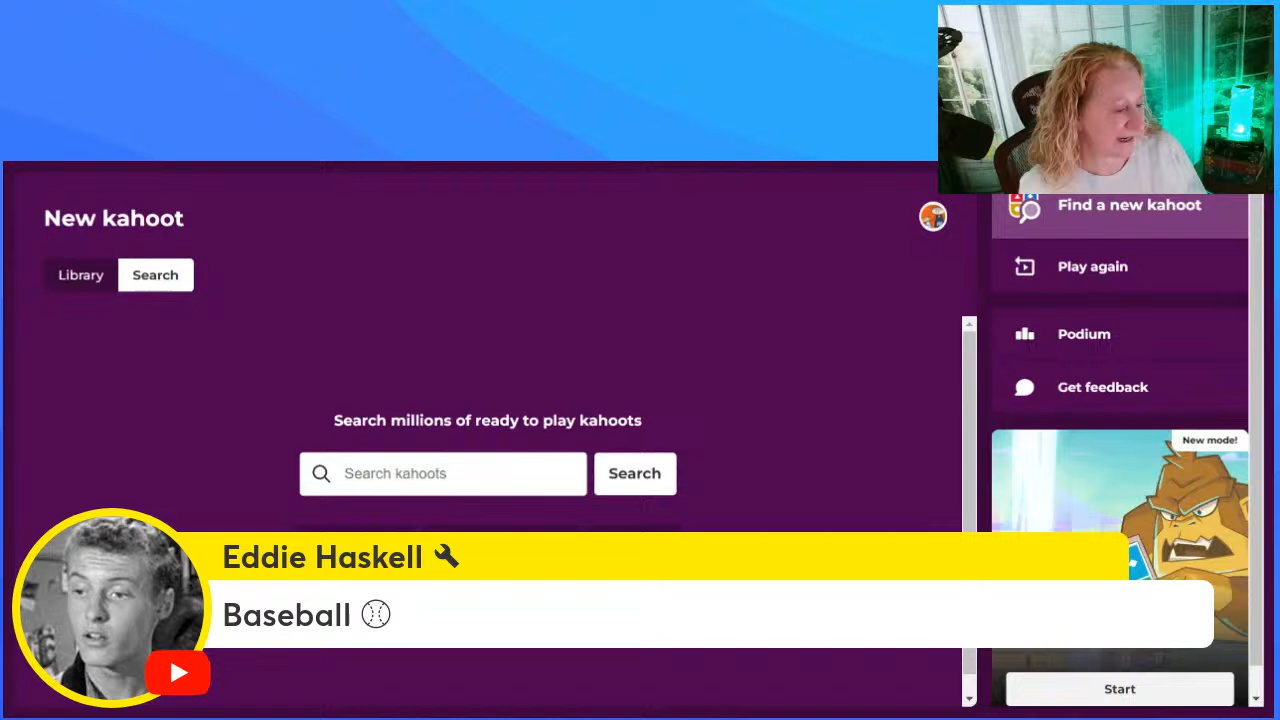 New kahoot
Library
Search
Search millions of ready to play kahoots
Search kahoots
Search
Find a new kahoot
Play again
Podium
Get feedback
New mode!
Start
Eddie Haskell
Baseball ⚾